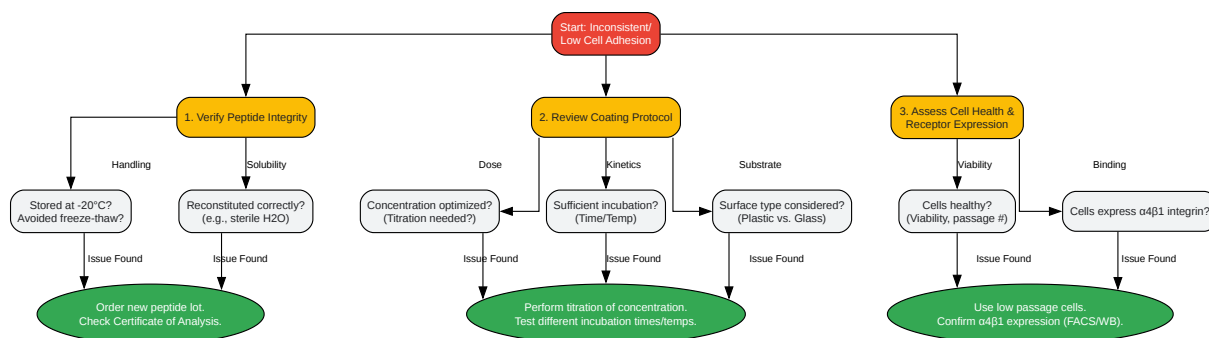 Start: Inconsistent/
Low Cell Adhesion
1. Verify Peptide Integrity
2. Review Coating Protocol
3. Assess Cell Health &
Receptor Expression
Handling
Solubility
Dose
Kinetics
Substrate
Viability
Binding
Stored at -20°C?
Avoided freeze-thaw?
Reconstituted correctly?
(e.g., sterile H2O)
Concentration optimized?
(Titration needed?)
Sufficient incubation?
(Time/Temp)
Surface type considered?
(Plastic vs. Glass)
Cells healthy?
(Viability, passage #)
Cells express α4β1 integrin?
Issue Found
Issue Found
Issue Found
Issue Found
Issue Found
Issue Found
Issue Found
Order new peptide lot.
Check Certificate of Analysis.
Perform titration of concentration.
Test different incubation times/temps.
Use low passage cells.
Confirm α4β1 expression (FACS/WB).